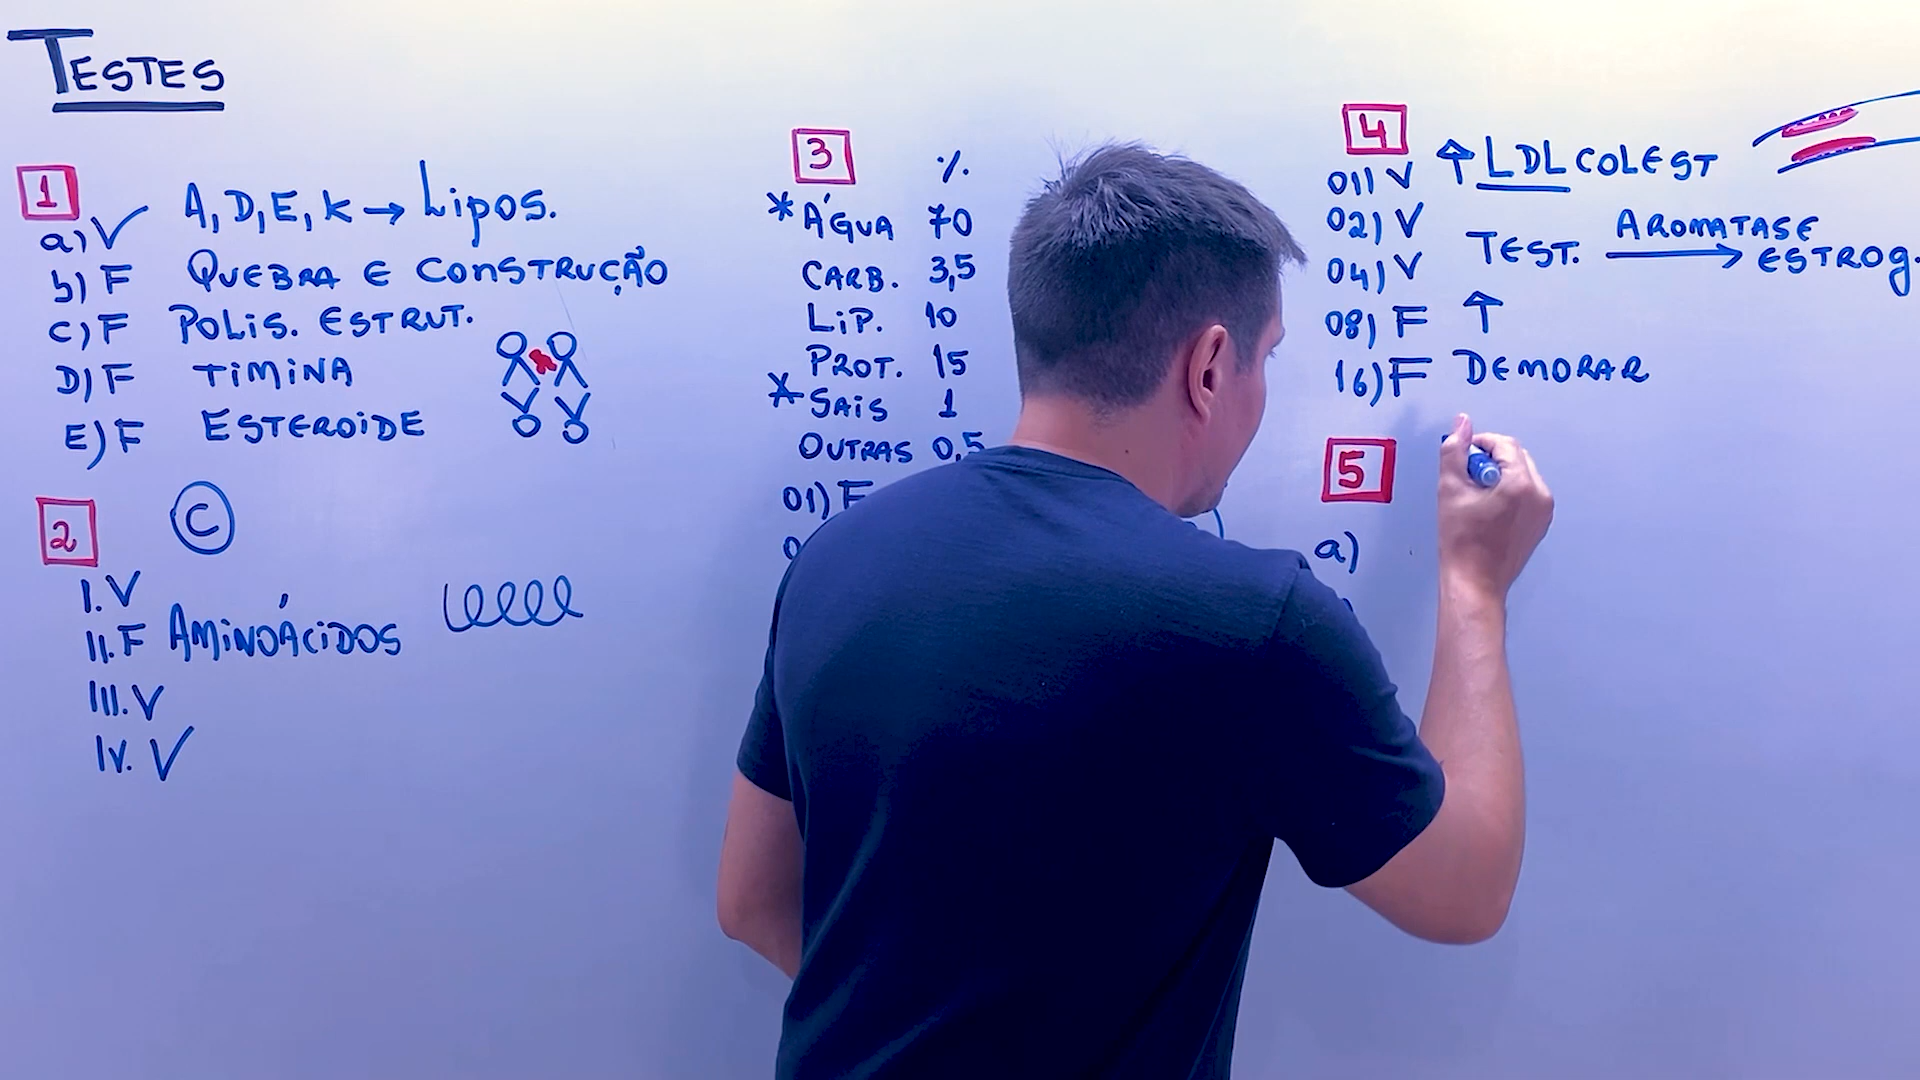 TESTES
1
a) V A, D, E, K → Lipos.
b) F QUEBRA E CONSTRUÇÃO
c) F POLIS. ESTRUT.
D) F TIMINA
E) F ESTEROIDE
2 C
I. V
II. F AMINOÁCIDOS
III. V
IV. V
3 %
* ÁGUA 70
CARB. 3,5
LIP. 10
PROT. 15
* SAIS 1
OUTRAS 0,5
01) F
0
4
01) V ↑ LDL COLEST
02) V
04) V TEST. AROMATASE → ESTROG.
08) F ↑
16) F DEMORAR
5
a)